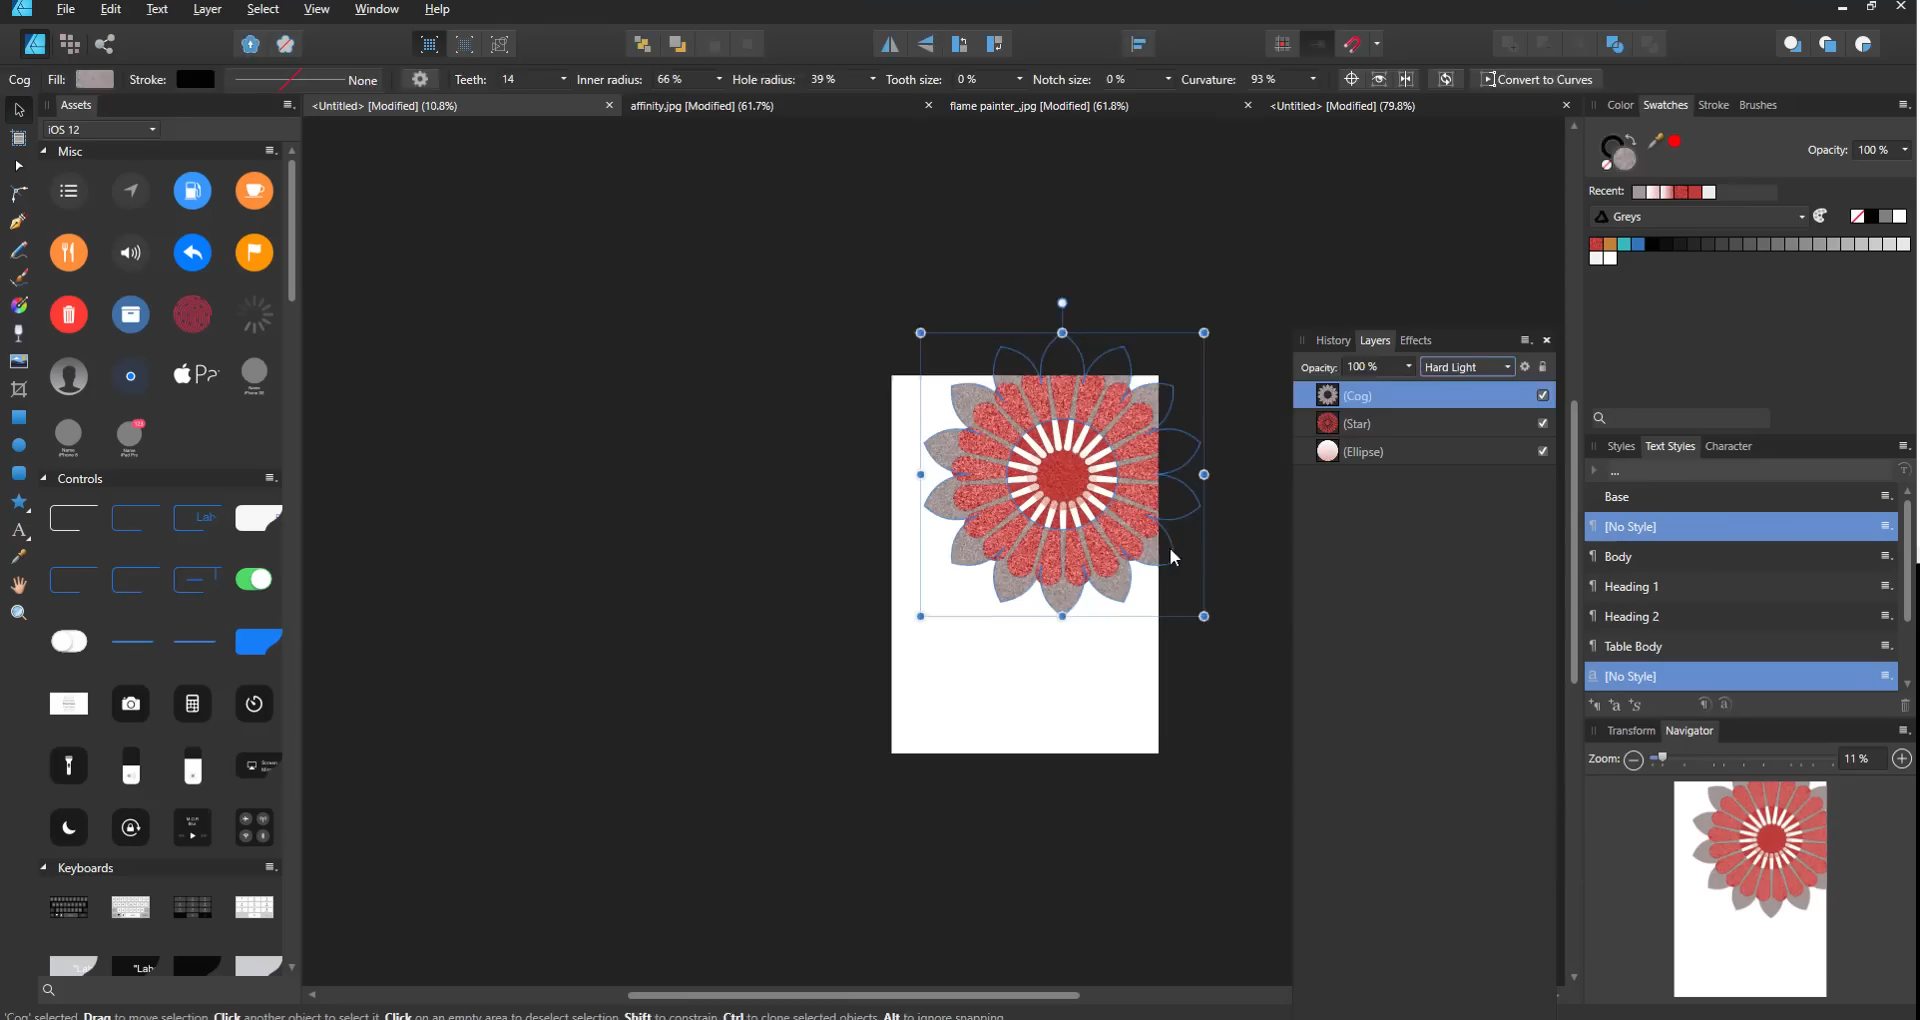 File Edit Text Layer Select View Window Help
Cog Fill: Stroke: None Teeth: 14 Inner radius: 66 % Hole radius: 39 % Tooth size: 0 % Notch size: 0 % Curvature: 93 % Convert to Curves
Assets
<Untitled> [Modified] (10.8%)
affinity.jpg [Modified] (61.7%)
flame painter_.jpg [Modified] (61.8%)
<Untitled> [Modified] (79.8%)
iOS 12
Misc
Controls
Lab
Keyboards
"Lab
Color Swatches Stroke Brushes
Opacity: 100 %
Recent:
Greys
History Layers Effects
Opacity: 100 % Hard Light
(Cog)
(Star)
(Ellipse)
Styles Text Styles Character
...
Base
[No Style]
Body
Heading 1
Heading 2
Table Body
[No Style]
Transform Navigator
Zoom: 11 %
'Cog' selected. Drag to move selection. Click another object to select it. Click on an empty area to deselect selection. Shift to constrain. Ctrl to clone selected objects. Alt to ignore snapping.